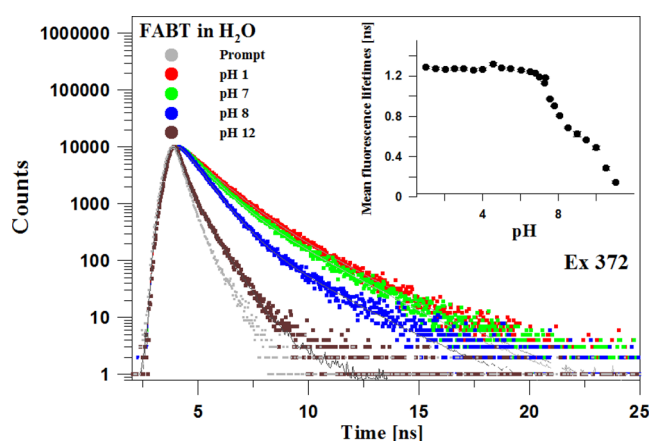 FABT in H2O
Prompt
pH 1
pH 7
pH 8
pH 12
1000000
100000
10000
1000
100
10
1
Counts
5
10
15
20
25
Time [ns]
Mean fluorescence lifetimes [ns]
1.2
0.8
0.4
0
4
8
pH
Ex 372